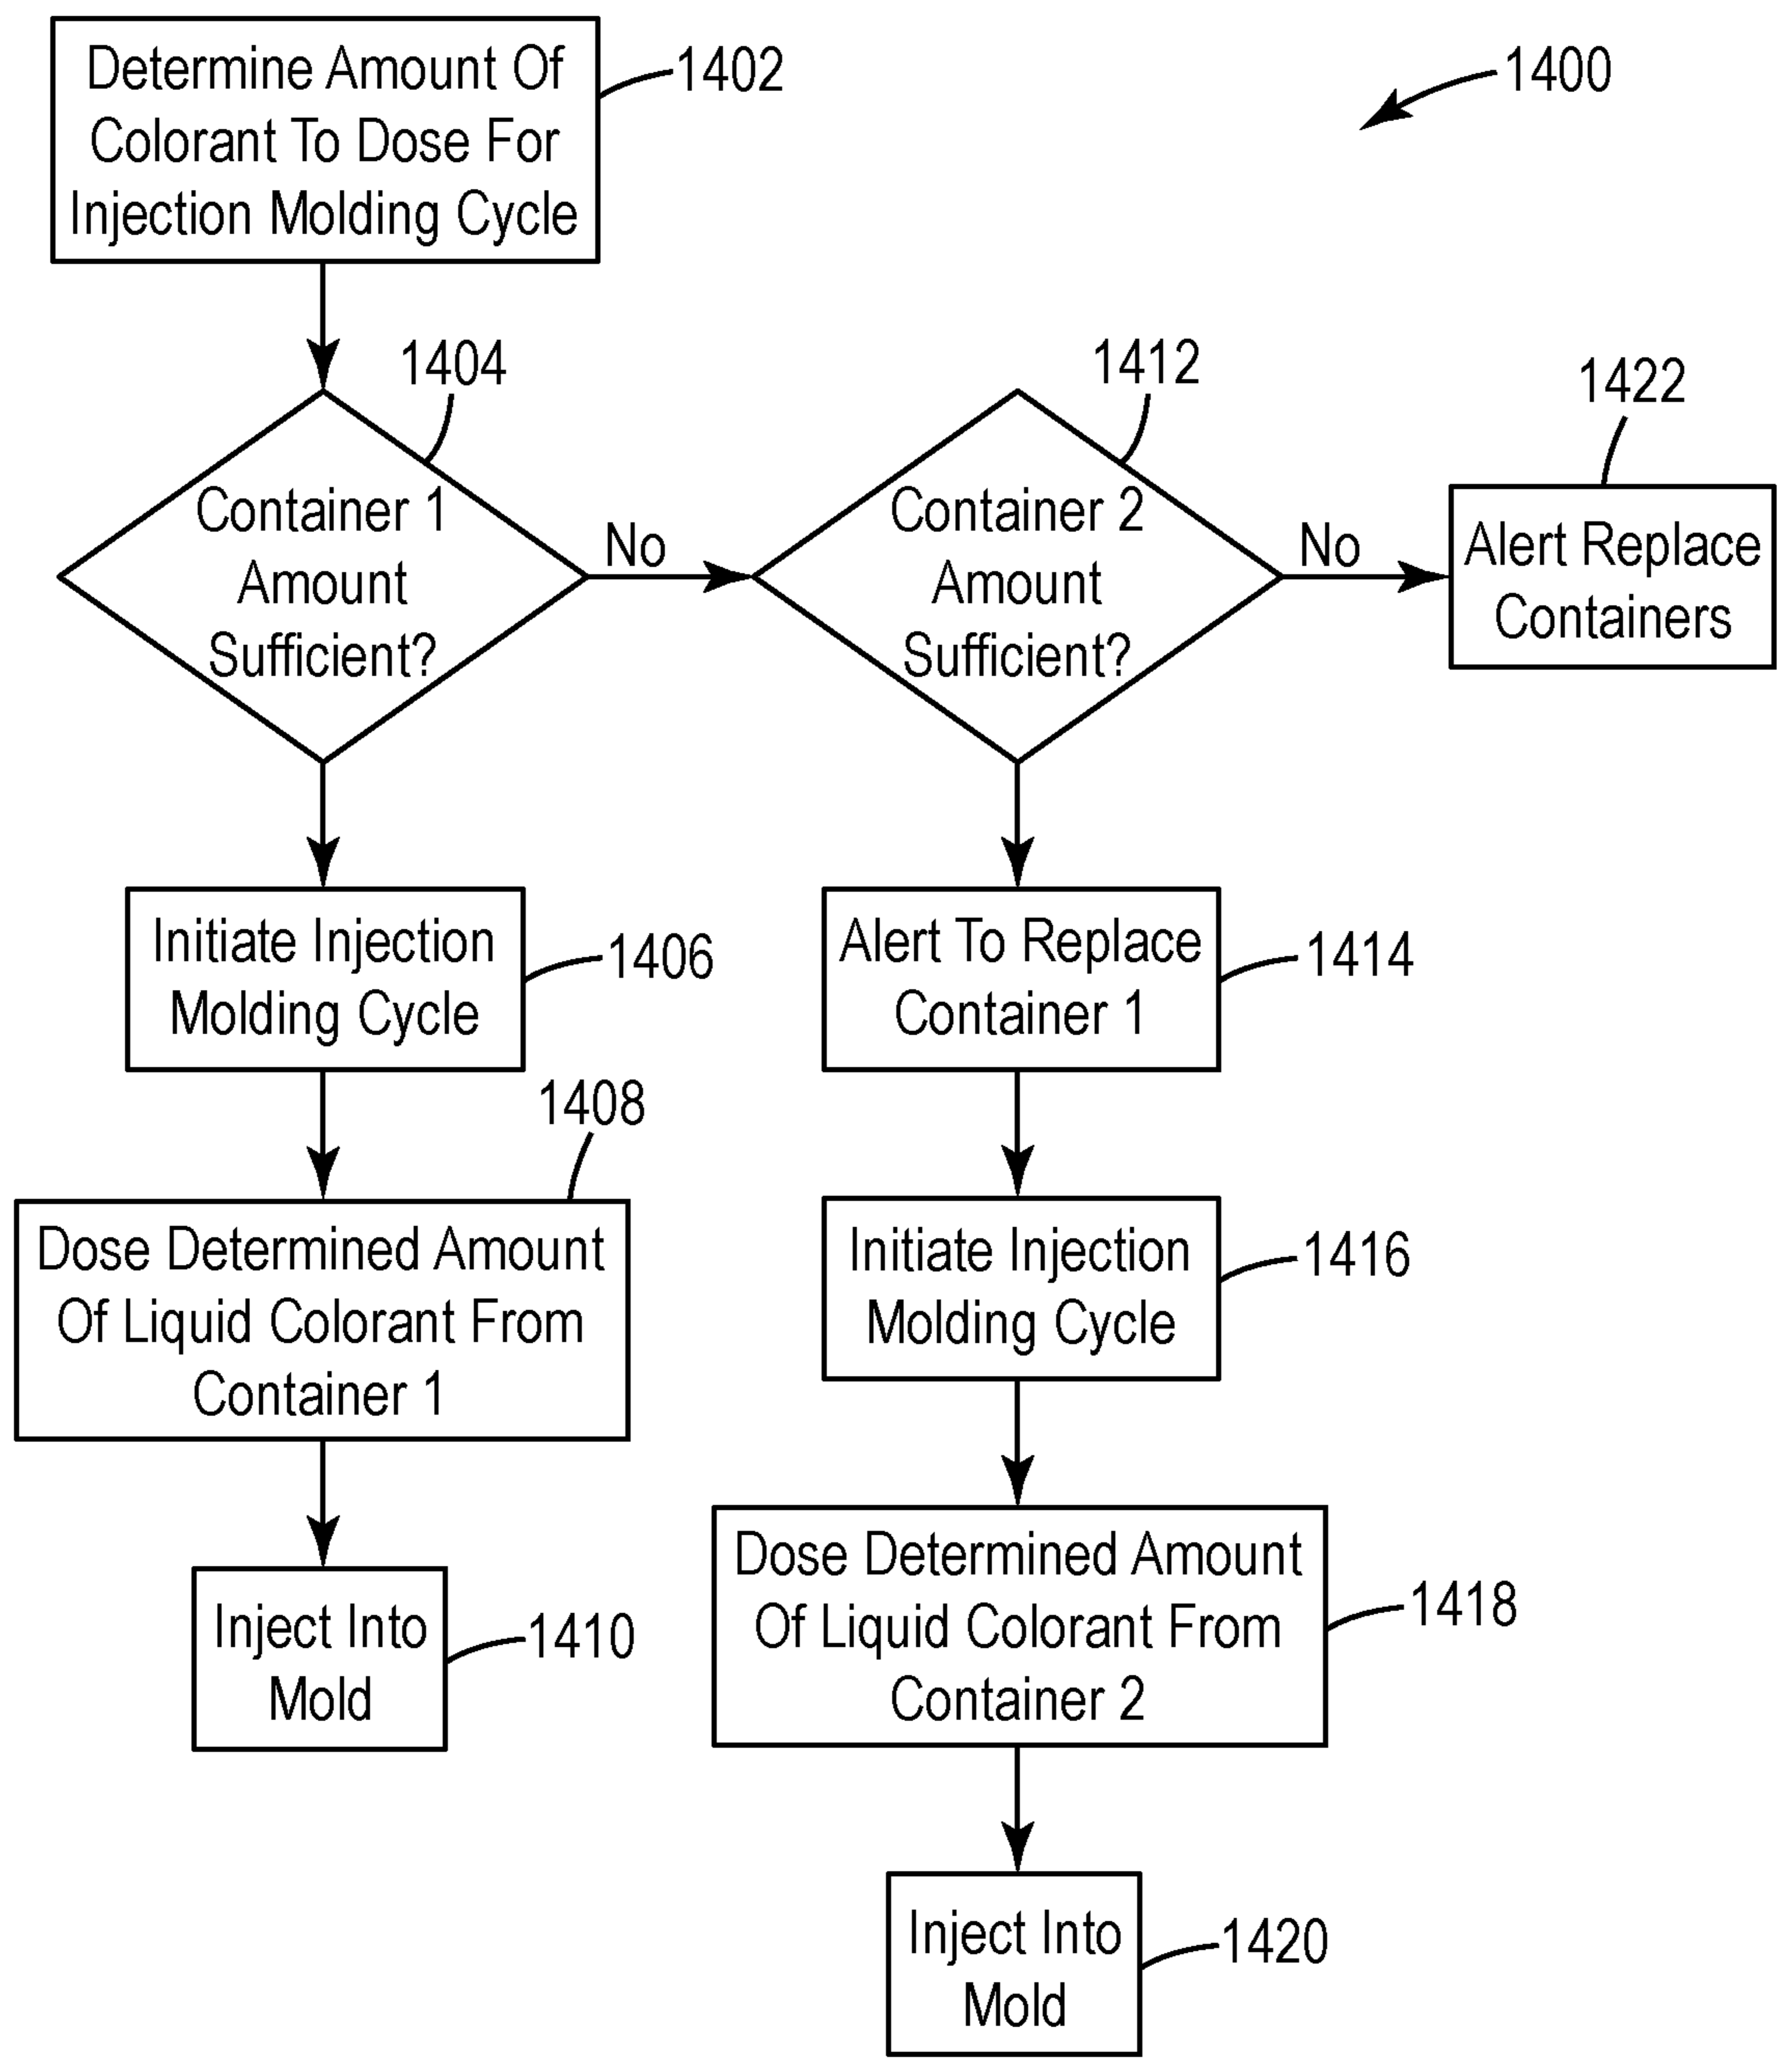 Determine Amount Of
Colorant To Dose For
Injection Molding Cycle
1402
1400
1404
Container 1
Amount
Sufficient?
No
1412
Container 2
Amount
Sufficient?
No
1422
Alert Replace
Containers
Initiate Injection
Molding Cycle
1406
1408
Dose Determined Amount
Of Liquid Colorant From
Container 1
Inject Into
Mold
1410
Alert To Replace
Container 1
1414
Initiate Injection
Molding Cycle
1416
Dose Determined Amount
Of Liquid Colorant From
Container 2
1418
Inject Into
Mold
1420